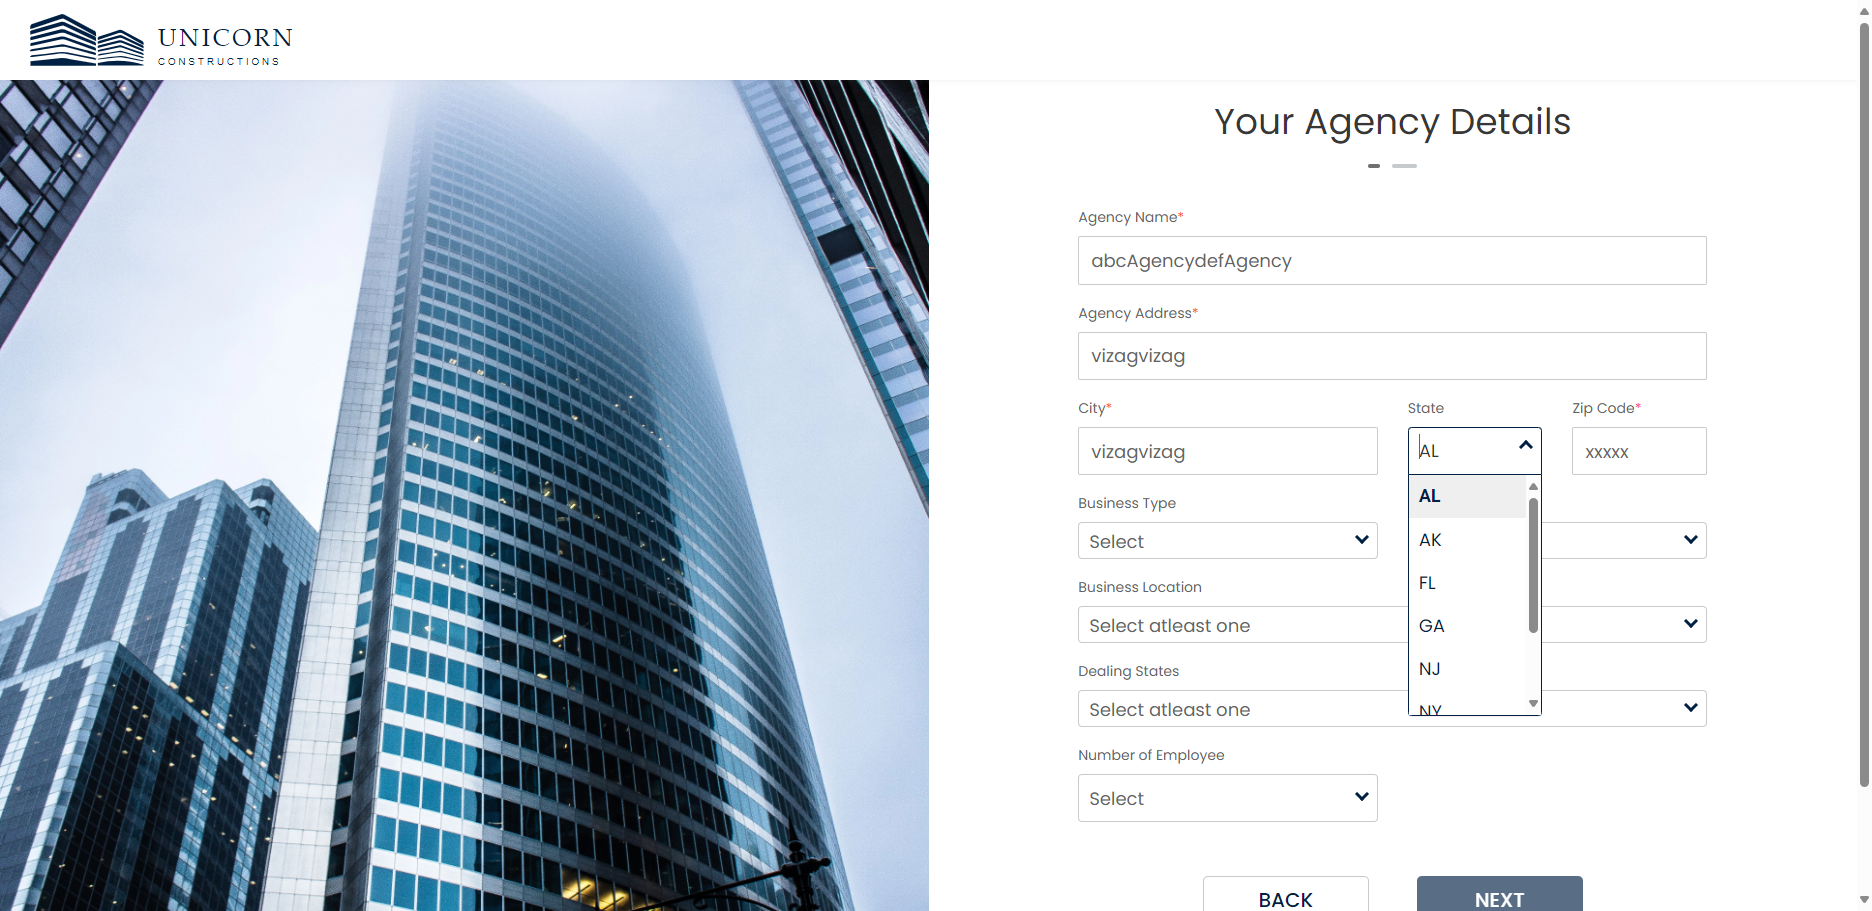 UNICORN
CONSTRUCTIONS
Your Agency Details
Agency Name*
abcAgencydefAgency
Agency Address*
vizagvizag
City* State Zip Code*
vizagvizag AL xxxxx
AL
Business Type
Select AK
FL
Business Location
Select atleast one GA
Dealing States NJ
Select atleast one NY
Number of Employee
Select
BACK NEXT